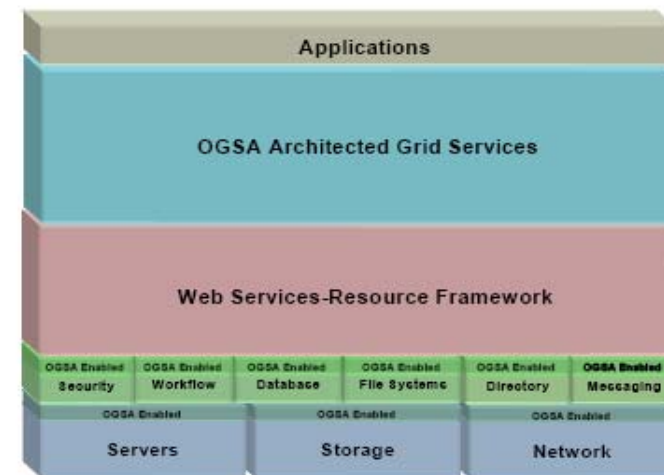 Applications
OGSA Architected Grid Services
Web Services-Resource Framework
OGSA Enabled OGSA Enabled OGSA Enabled OGSA Enabled OGSA Enabled OGSA Enabled
Security Workflow Database File Systems Directory Messaging
OGSA Enabled OGSA Enabled OGSA Enabled
Servers Storage Network